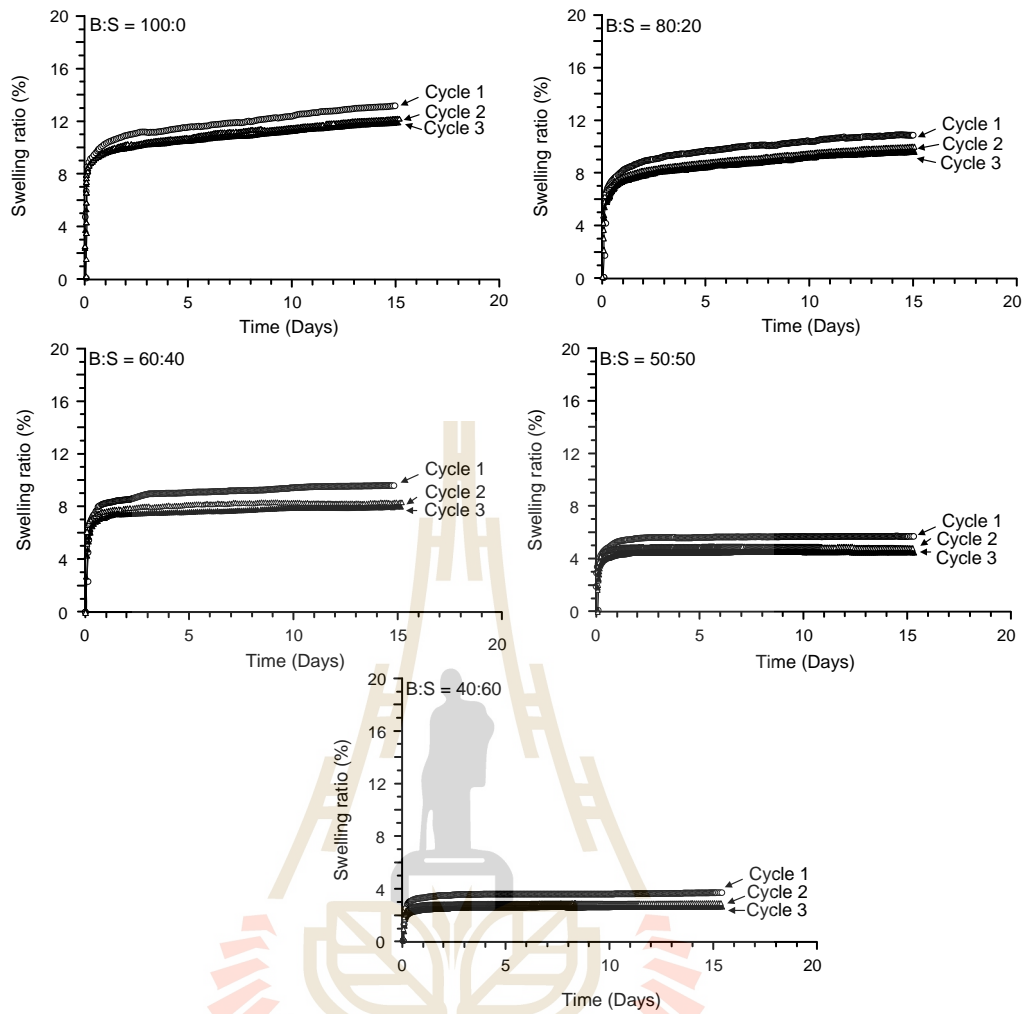 B:S = 100:0
Swelling ratio (%)
20
16
12
8
4
0
0 5 10 15 20
Time (Days)
Cycle 1
Cycle 2
Cycle 3
B:S = 80:20
Swelling ratio (%)
20
16
12
8
4
0
0 5 10 15 20
Time (Days)
Cycle 1
Cycle 2
Cycle 3
B:S = 60:40
Swelling ratio (%)
20
16
12
8
4
0
0 5 10 15 20
Time (Days)
Cycle 1
Cycle 2
Cycle 3
B:S = 50:50
Swelling ratio (%)
20
16
12
8
4
0
0 5 10 15 20
Time (Days)
Cycle 1
Cycle 2
Cycle 3
B:S = 40:60
Swelling ratio (%)
20
16
12
8
4
0
0 5 10 15 20
Time (Days)
Cycle 1
Cycle 2
Cycle 3